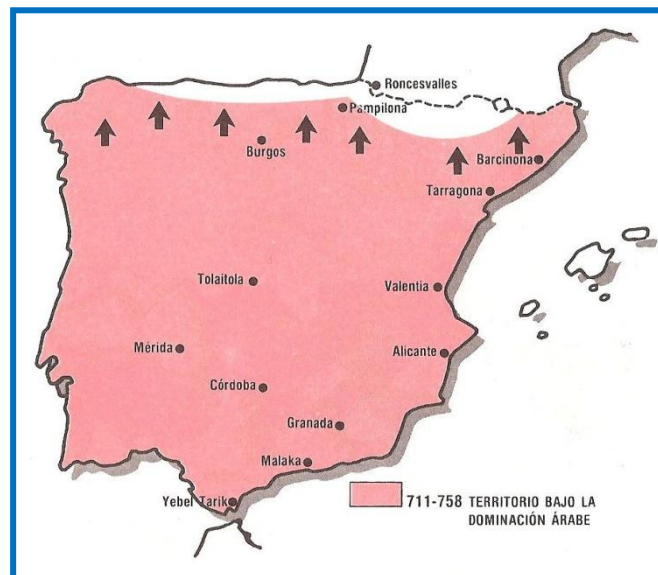 Roncesvalles
Pampilona
Burgos
Barcinona
Tarragona
Tolaitola
Valentia
Mérida
Alicante
Córdoba
Granada
Malaka
Yebel Tarik
711-758 TERRITORIO BAJO LA
DOMINACIÓN ÁRABE